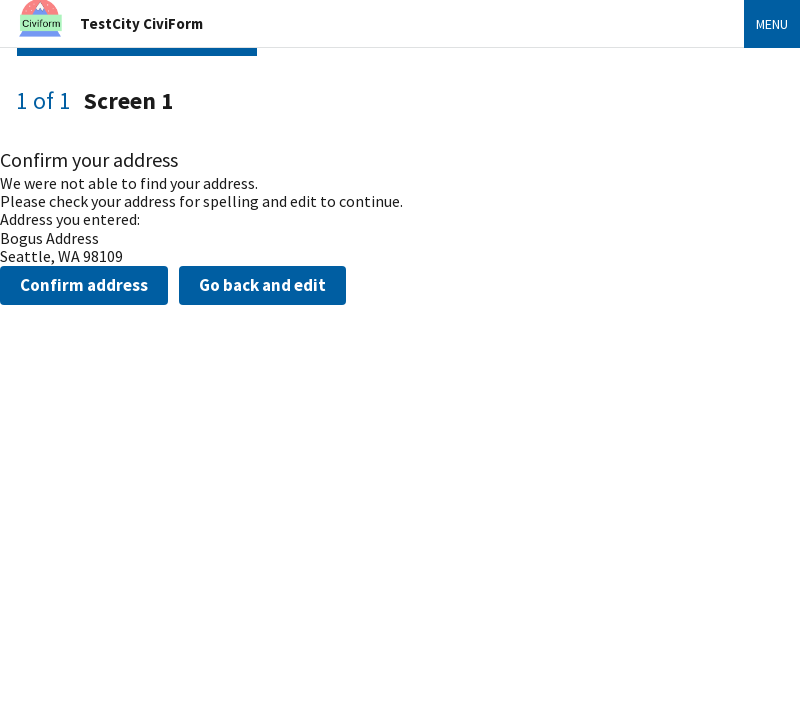 Civiform
TestCity CiviForm
MENU
1 of 1 Screen 1
Confirm your address
We were not able to find your address.
Please check your address for spelling and edit to continue.
Address you entered:
Bogus Address
Seattle, WA 98109
Confirm address
Go back and edit